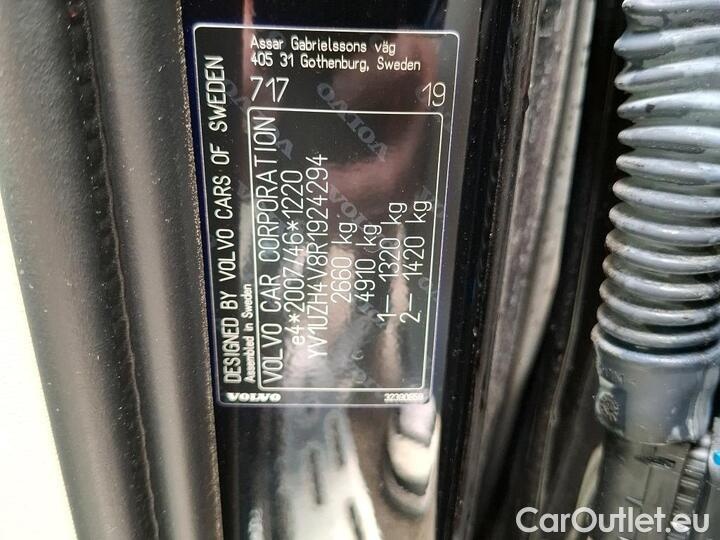 Assar Gabrielssons väg
405 31 Gothenburg, Sweden
717 19
DESIGNED BY VOLVO CARS OF SWEDEN
Assembled in Sweden
VOLVO CAR CORPORATION
e4*2007/46*1220
YV1UZH4V8R1924294
2660 kg
4910 kg
1– 1320 kg
2– 1420 kg
VOLVO
32390859
CarOutlet.eu